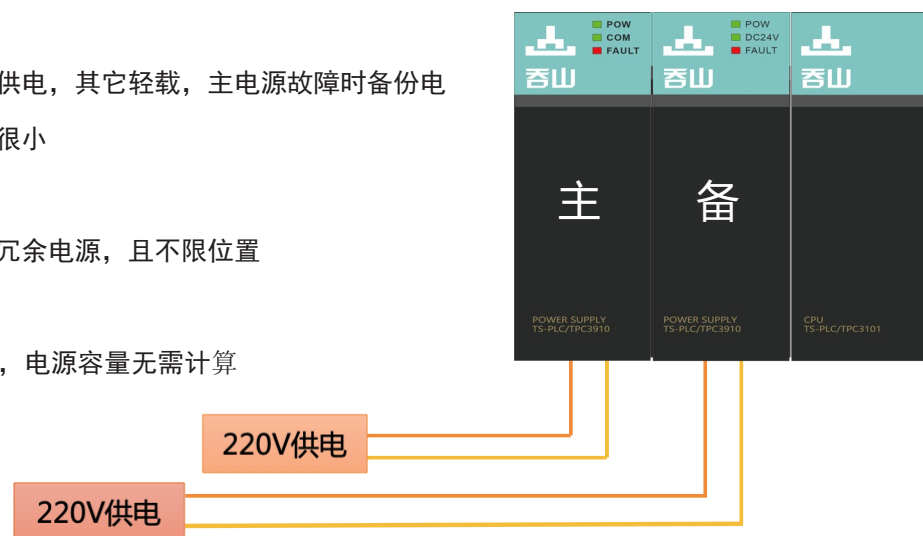 供电，其它轻载，主电源故障时备份电
很小
冗余电源，且不限位置
，电源容量无需计算
220V供电
220V供电
POW
COM
FAULT
吞山
主
POWER SUPPLY
TS-PLC/TPC3910
POW
DC24V
FAULT
吞山
备
POWER SUPPLY
TS-PLC/TPC3910
吞山
CPU
TS-PLC/TPC3101